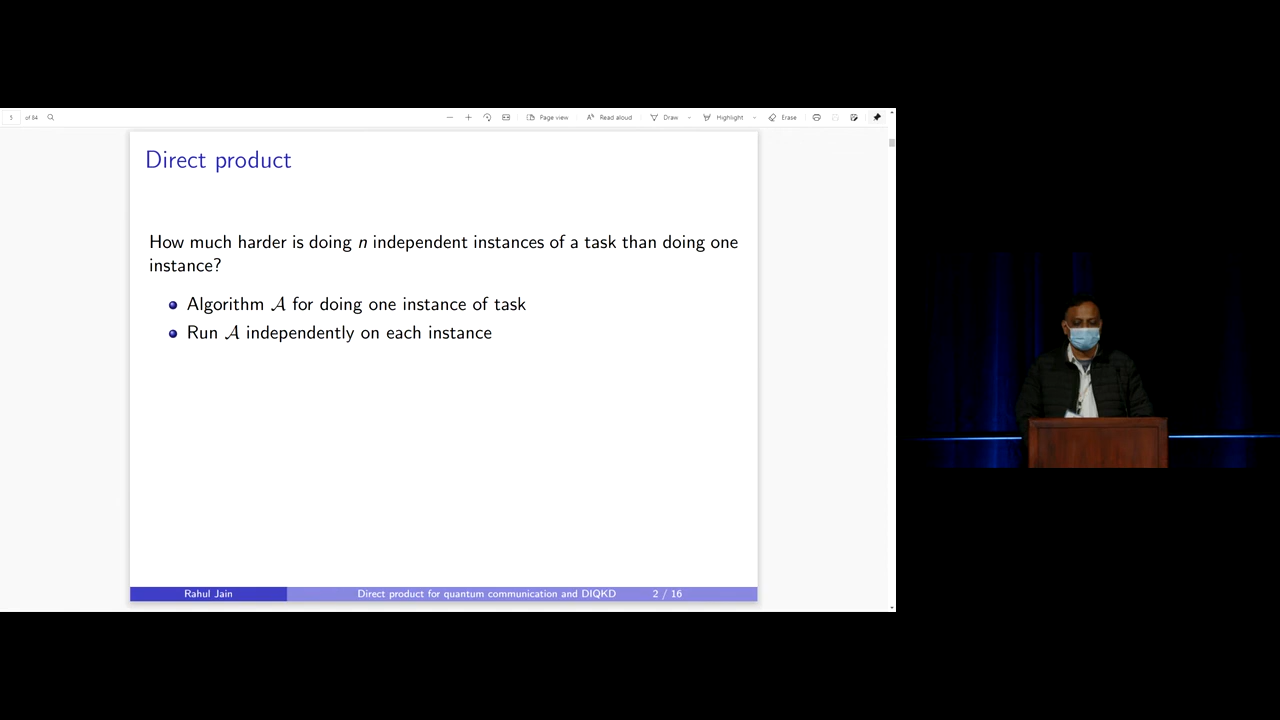 5 of 84 Page view Read aloud Draw Highlight Erase
Direct product
How much harder is doing n independent instances of a task than doing one
instance?
Algorithm 𝒜 for doing one instance of task
Run 𝒜 independently on each instance
Rahul Jain Direct product for quantum communication and DIQKD 2 / 16